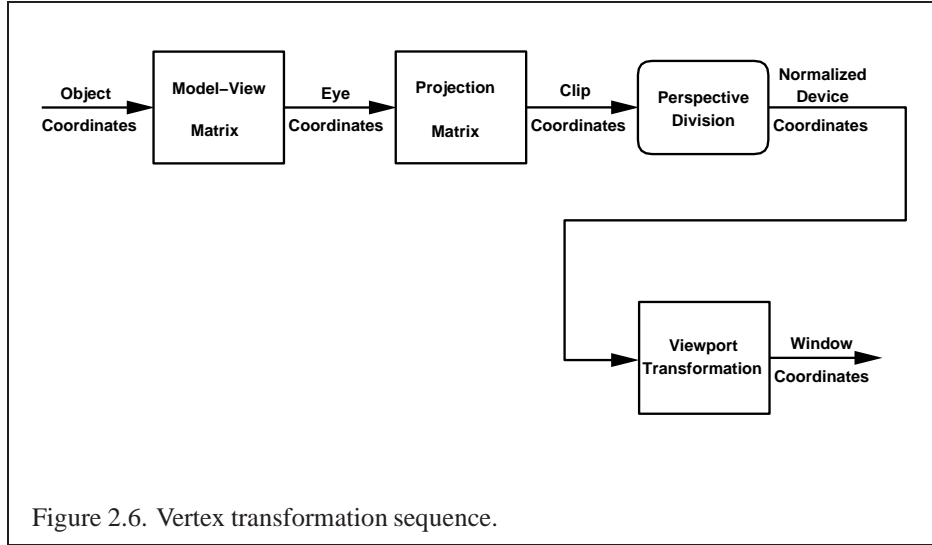 Object
Coordinates
Model−View
Matrix
Eye
Coordinates
Projection
Matrix
Clip
Coordinates
Perspective
Division
Normalized
Device
Coordinates
Viewport
Transformation
Window
Coordinates
Figure 2.6. Vertex transformation sequence.